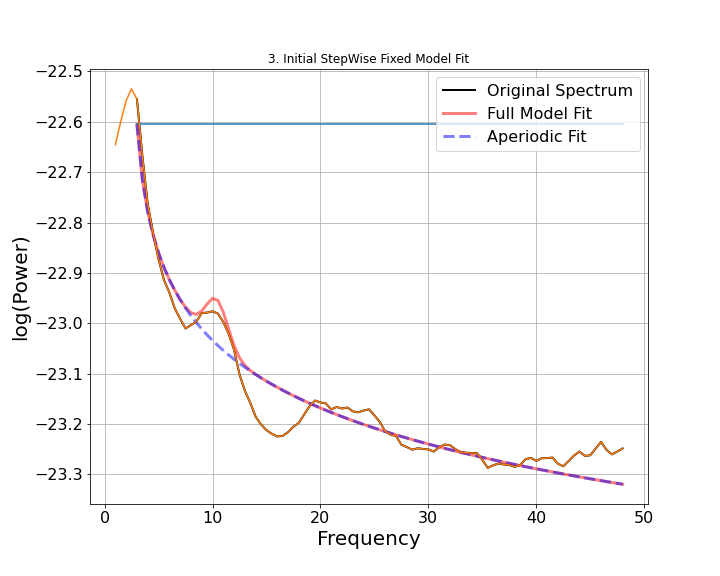 3. Initial StepWise Fixed Model Fit
−22.5
−22.6
−22.7
−22.8
−22.9
−23.0
−23.1
−23.2
−23.3
log(Power)
Original Spectrum
Full Model Fit
Aperiodic Fit
0 10 20 30 40 50
Frequency